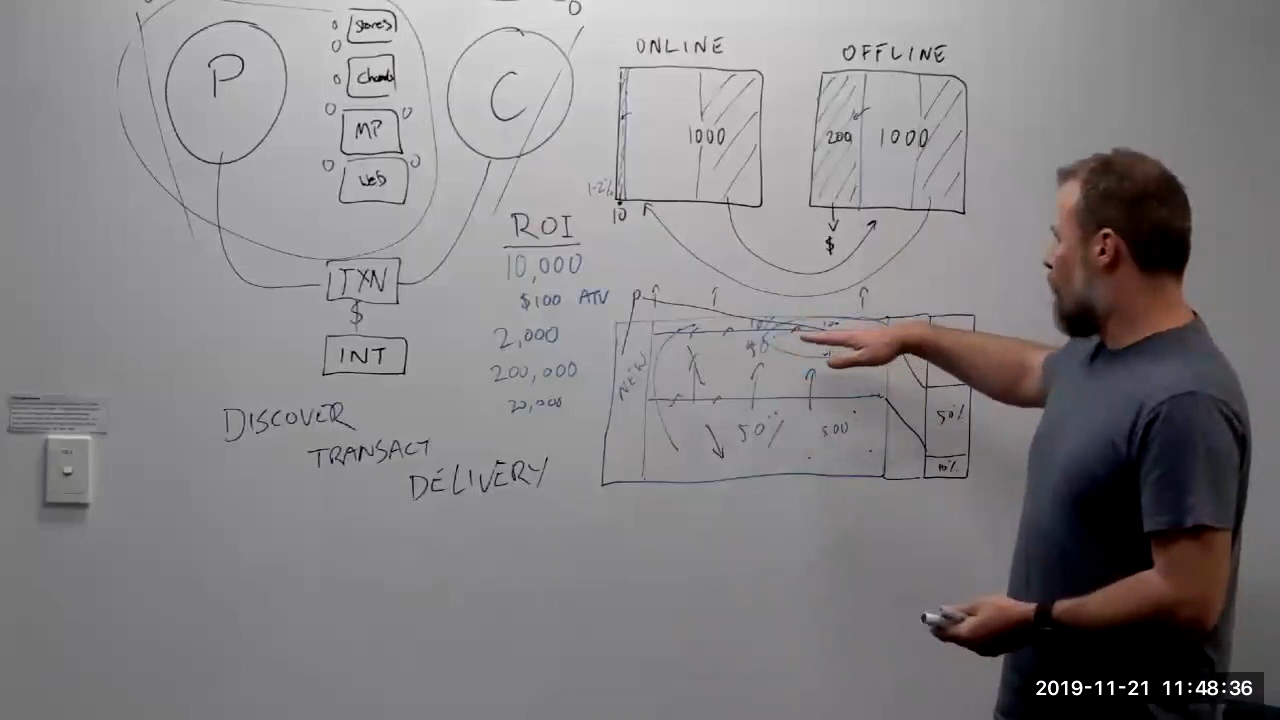 P
Stores
MP
Web
C
TXN
$
INT
DISCOVER
TRANSACT
DELIVERY
ROI
10,000
$100 ATV
2,000
200,000
20,000
ONLINE
1000
1-2%
10
OFFLINE
200 1000
$
P
NEW
50% 500
50%
10%
2019-11-21 11:48:36